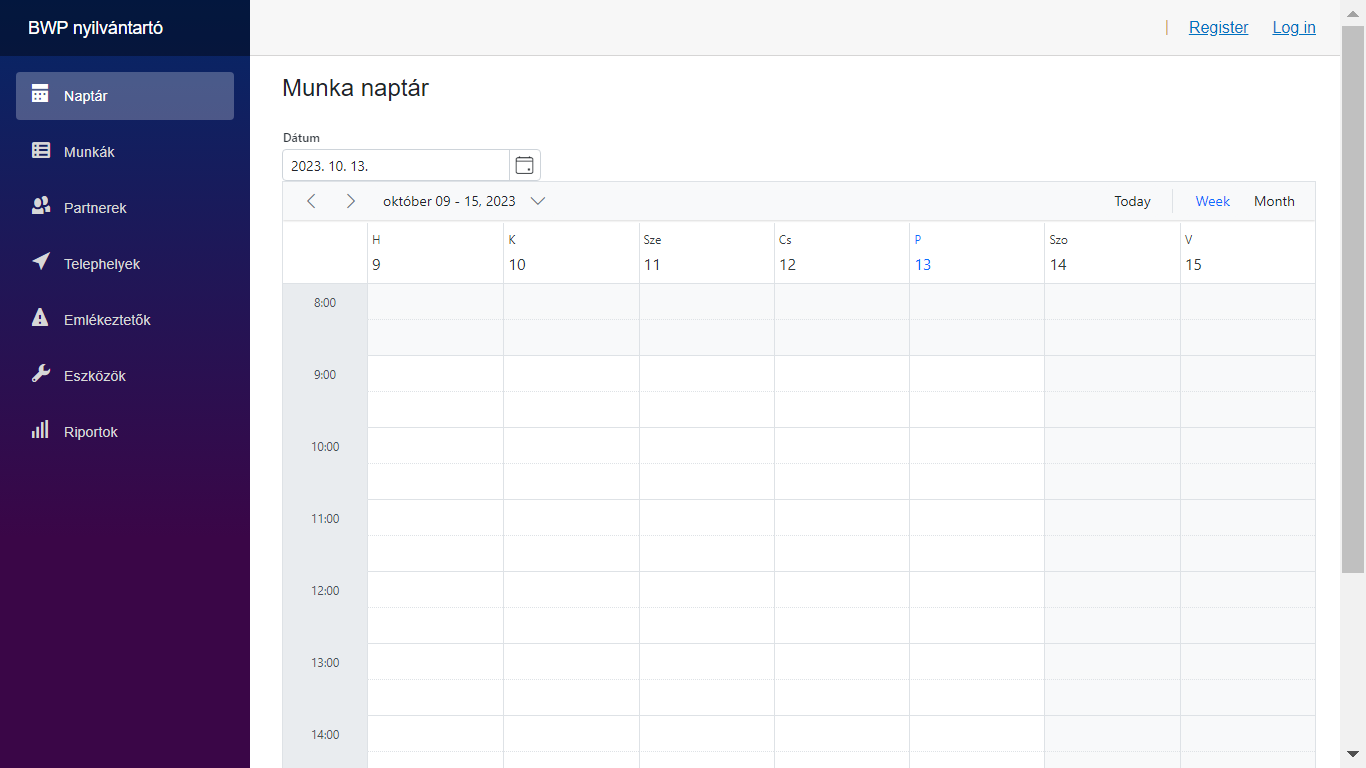 BWP nyilvántartó
Register Log in
Naptár
Munkák
Partnerek
Telephelyek
Emlékeztetők
Eszközök
Riportok
Munka naptár
Dátum
2023. 10. 13.
október 09 - 15, 2023 Today Week Month
H K Sze Cs P Szo V
9 10 11 12 13 14 15
8:00
9:00
10:00
11:00
12:00
13:00
14:00